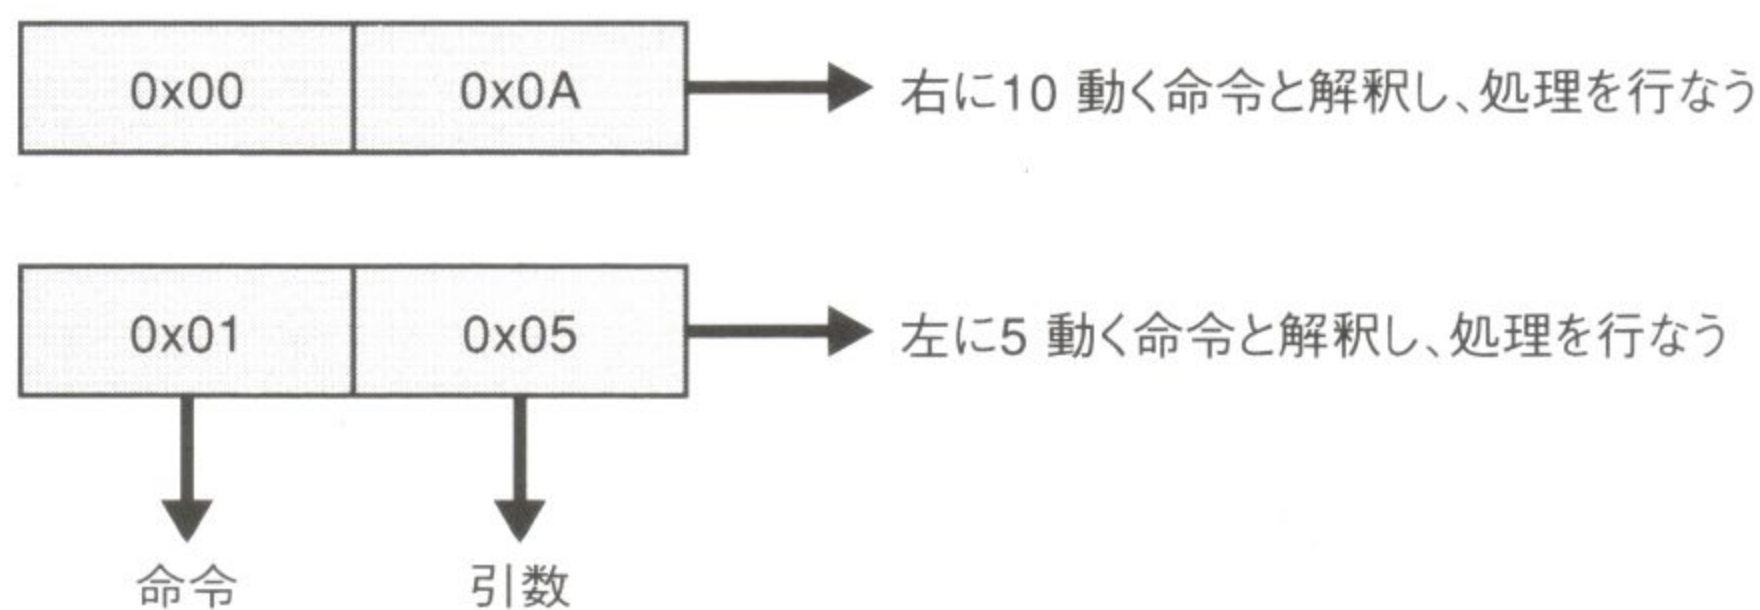 0x00 0x0A 右に10 動く命令と解釈し、処理を行なう
0x01 0x05 左に5 動く命令と解釈し、処理を行なう
命令 引数